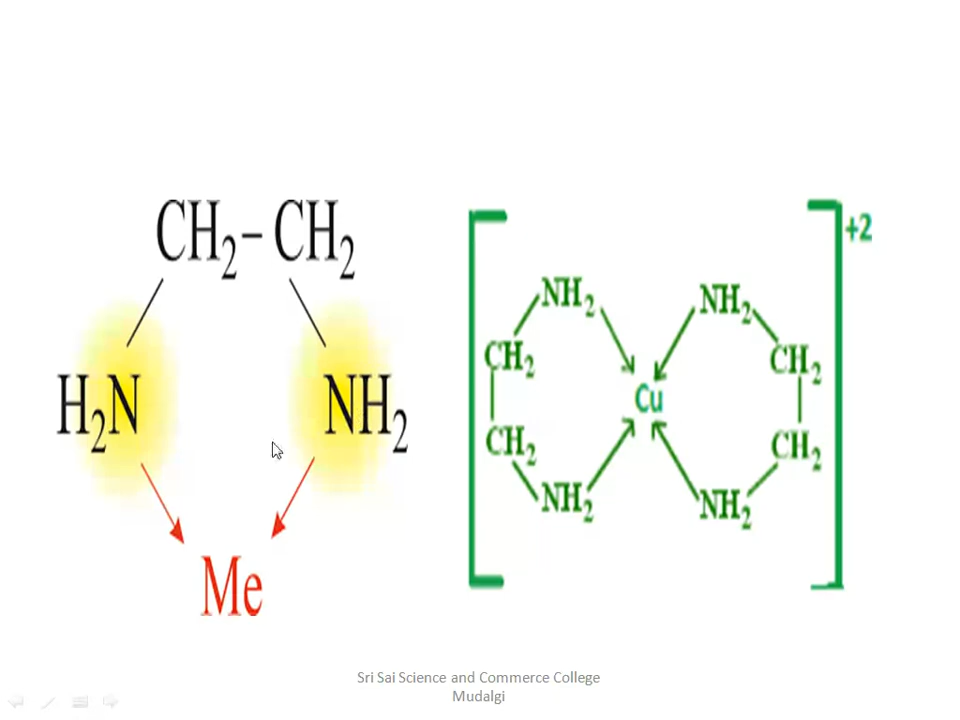 CH₂–CH₂
H₂N NH₂
Me
+2
NH₂ NH₂
CH₂ CH₂
Cu
CH₂ CH₂
NH₂ NH₂
Sri Sai Science and Commerce College
Mudalgi